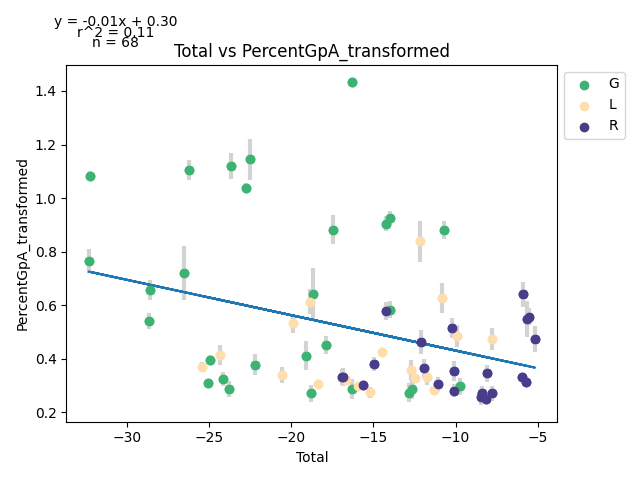 y = -0.01x + 0.30
r^2 = 0.11
n = 68
Total vs PercentGpA_transformed
G
L
R
PercentGpA_transformed
1.4
1.2
1.0
0.8
0.6
0.4
0.2
−30
−25
−20
−15
−10
−5
Total